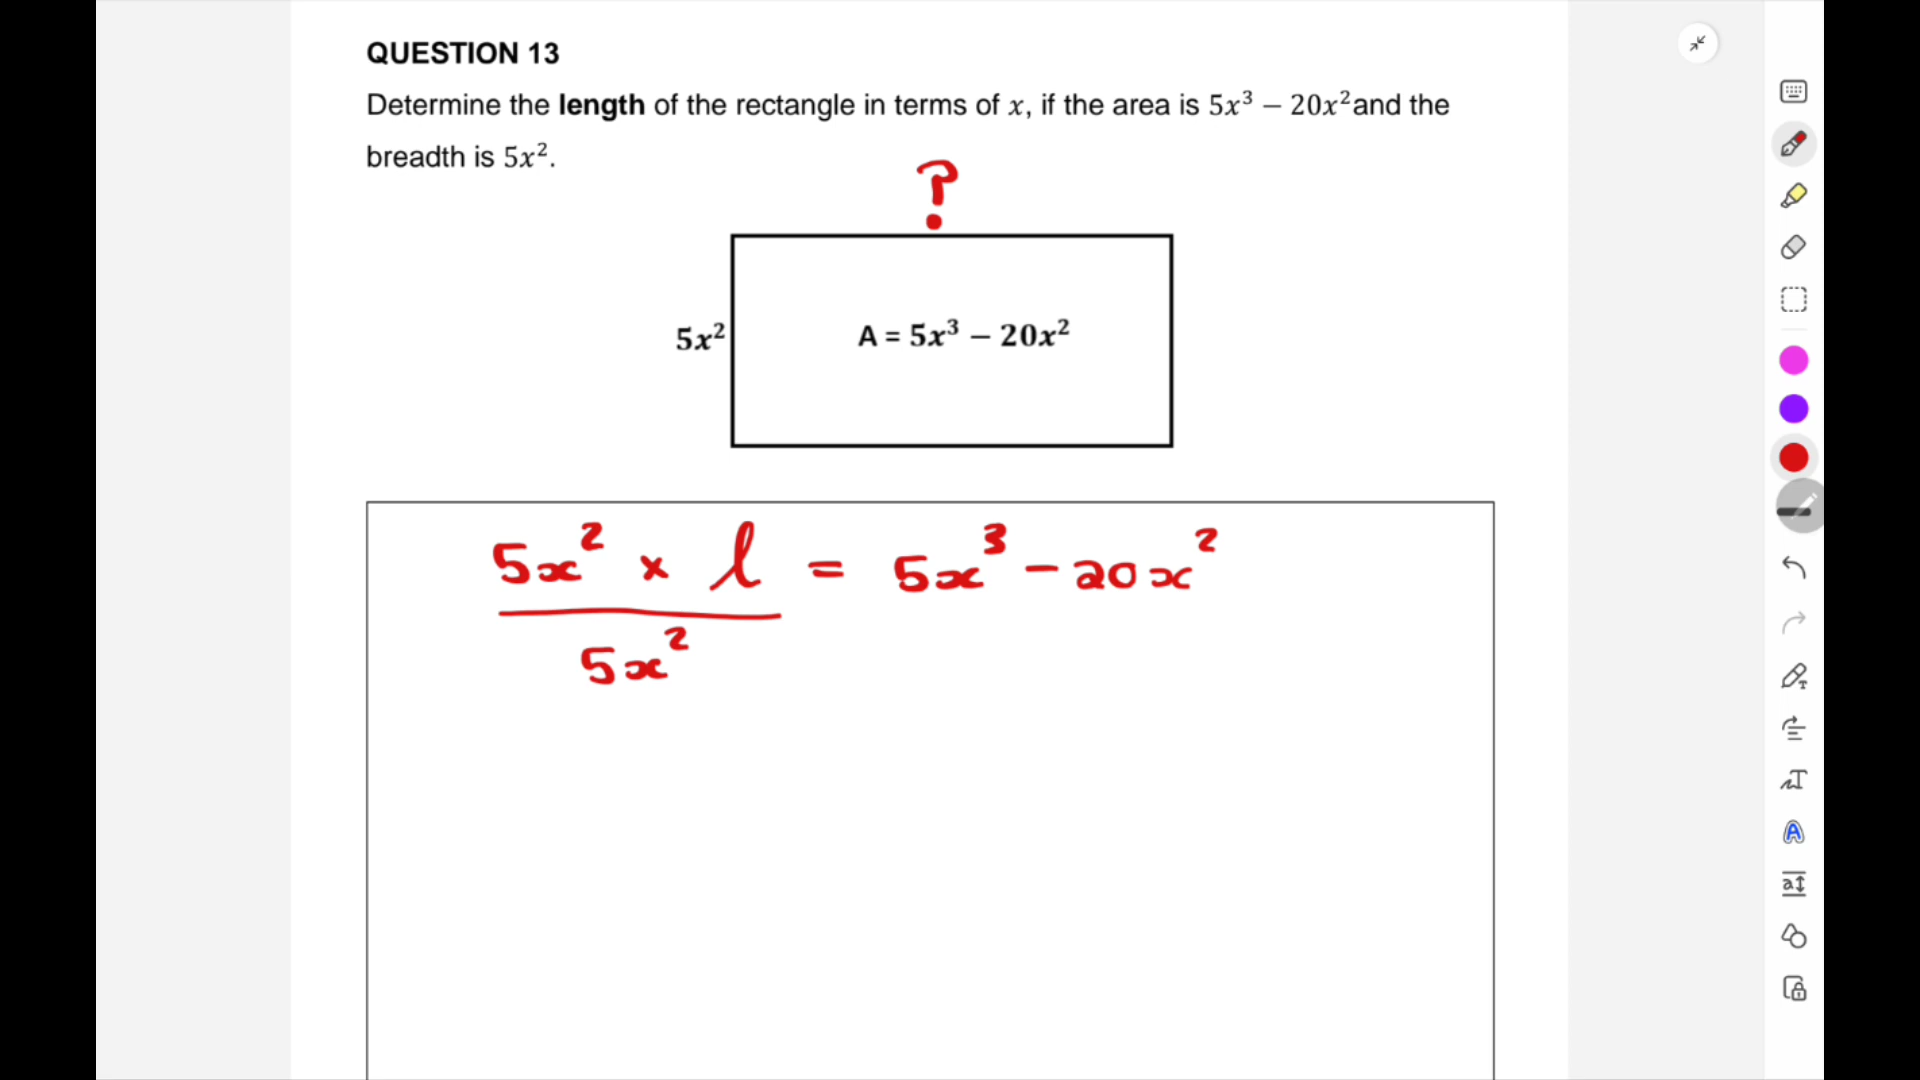 QUESTION 13
Determine the length of the rectangle in terms of x, if the area is 5x³ – 20x²and the
breadth is 5x².
?
5x²
A = 5x³ – 20x²
5x² × l = 5x³ - 20x²
5x²